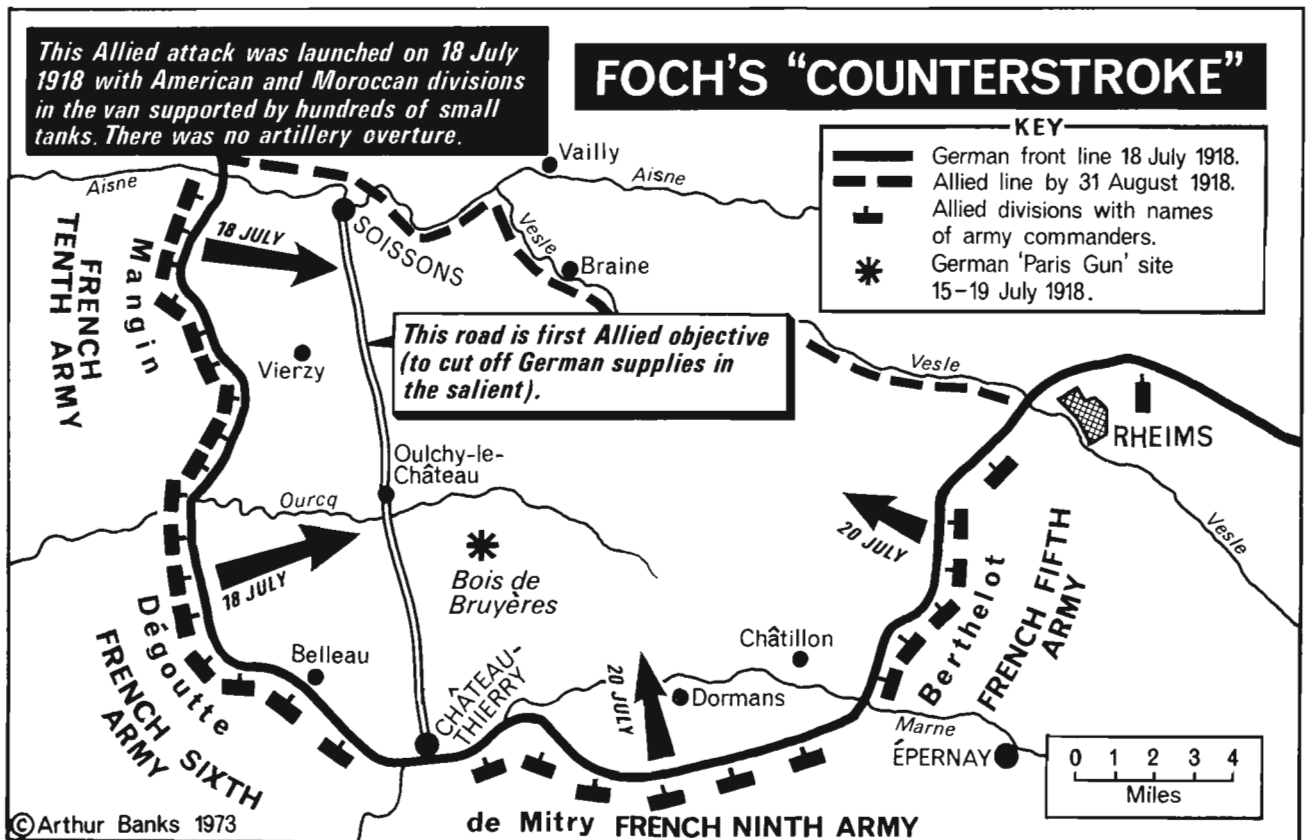 This Allied attack was launched on 18 July
1918 with American and Moroccan divisions
in the van supported by hundreds of small
tanks. There was no artillery overture.
FOCH'S "COUNTERSTROKE"
KEY
German front line 18 July 1918.
Allied line by 31 August 1918.
Allied divisions with names
of army commanders.
German 'Paris Gun' site
15–19 July 1918.
Vailly
Aisne
Aisne
18 JULY
SOISSONS
Vesle
Braine
Mangin
FRENCH
TENTH ARMY
This road is first Allied objective
(to cut off German supplies in
the salient).
Vierzy
Vesle
RHEIMS
Oulchy-le-
Château
Ourcq
20 JULY
Vesle
18 JULY
Bois de
Bruyères
Dégoutte
FRENCH SIXTH
ARMY
Belleau
CHÂTEAU-
THIERRY
20 JULY
Châtillon
Dormans
Berthelot
FRENCH FIFTH
ARMY
Marne
ÉPERNAY
0 1 2 3 4
Miles
©Arthur Banks 1973
de Mitry FRENCH NINTH ARMY